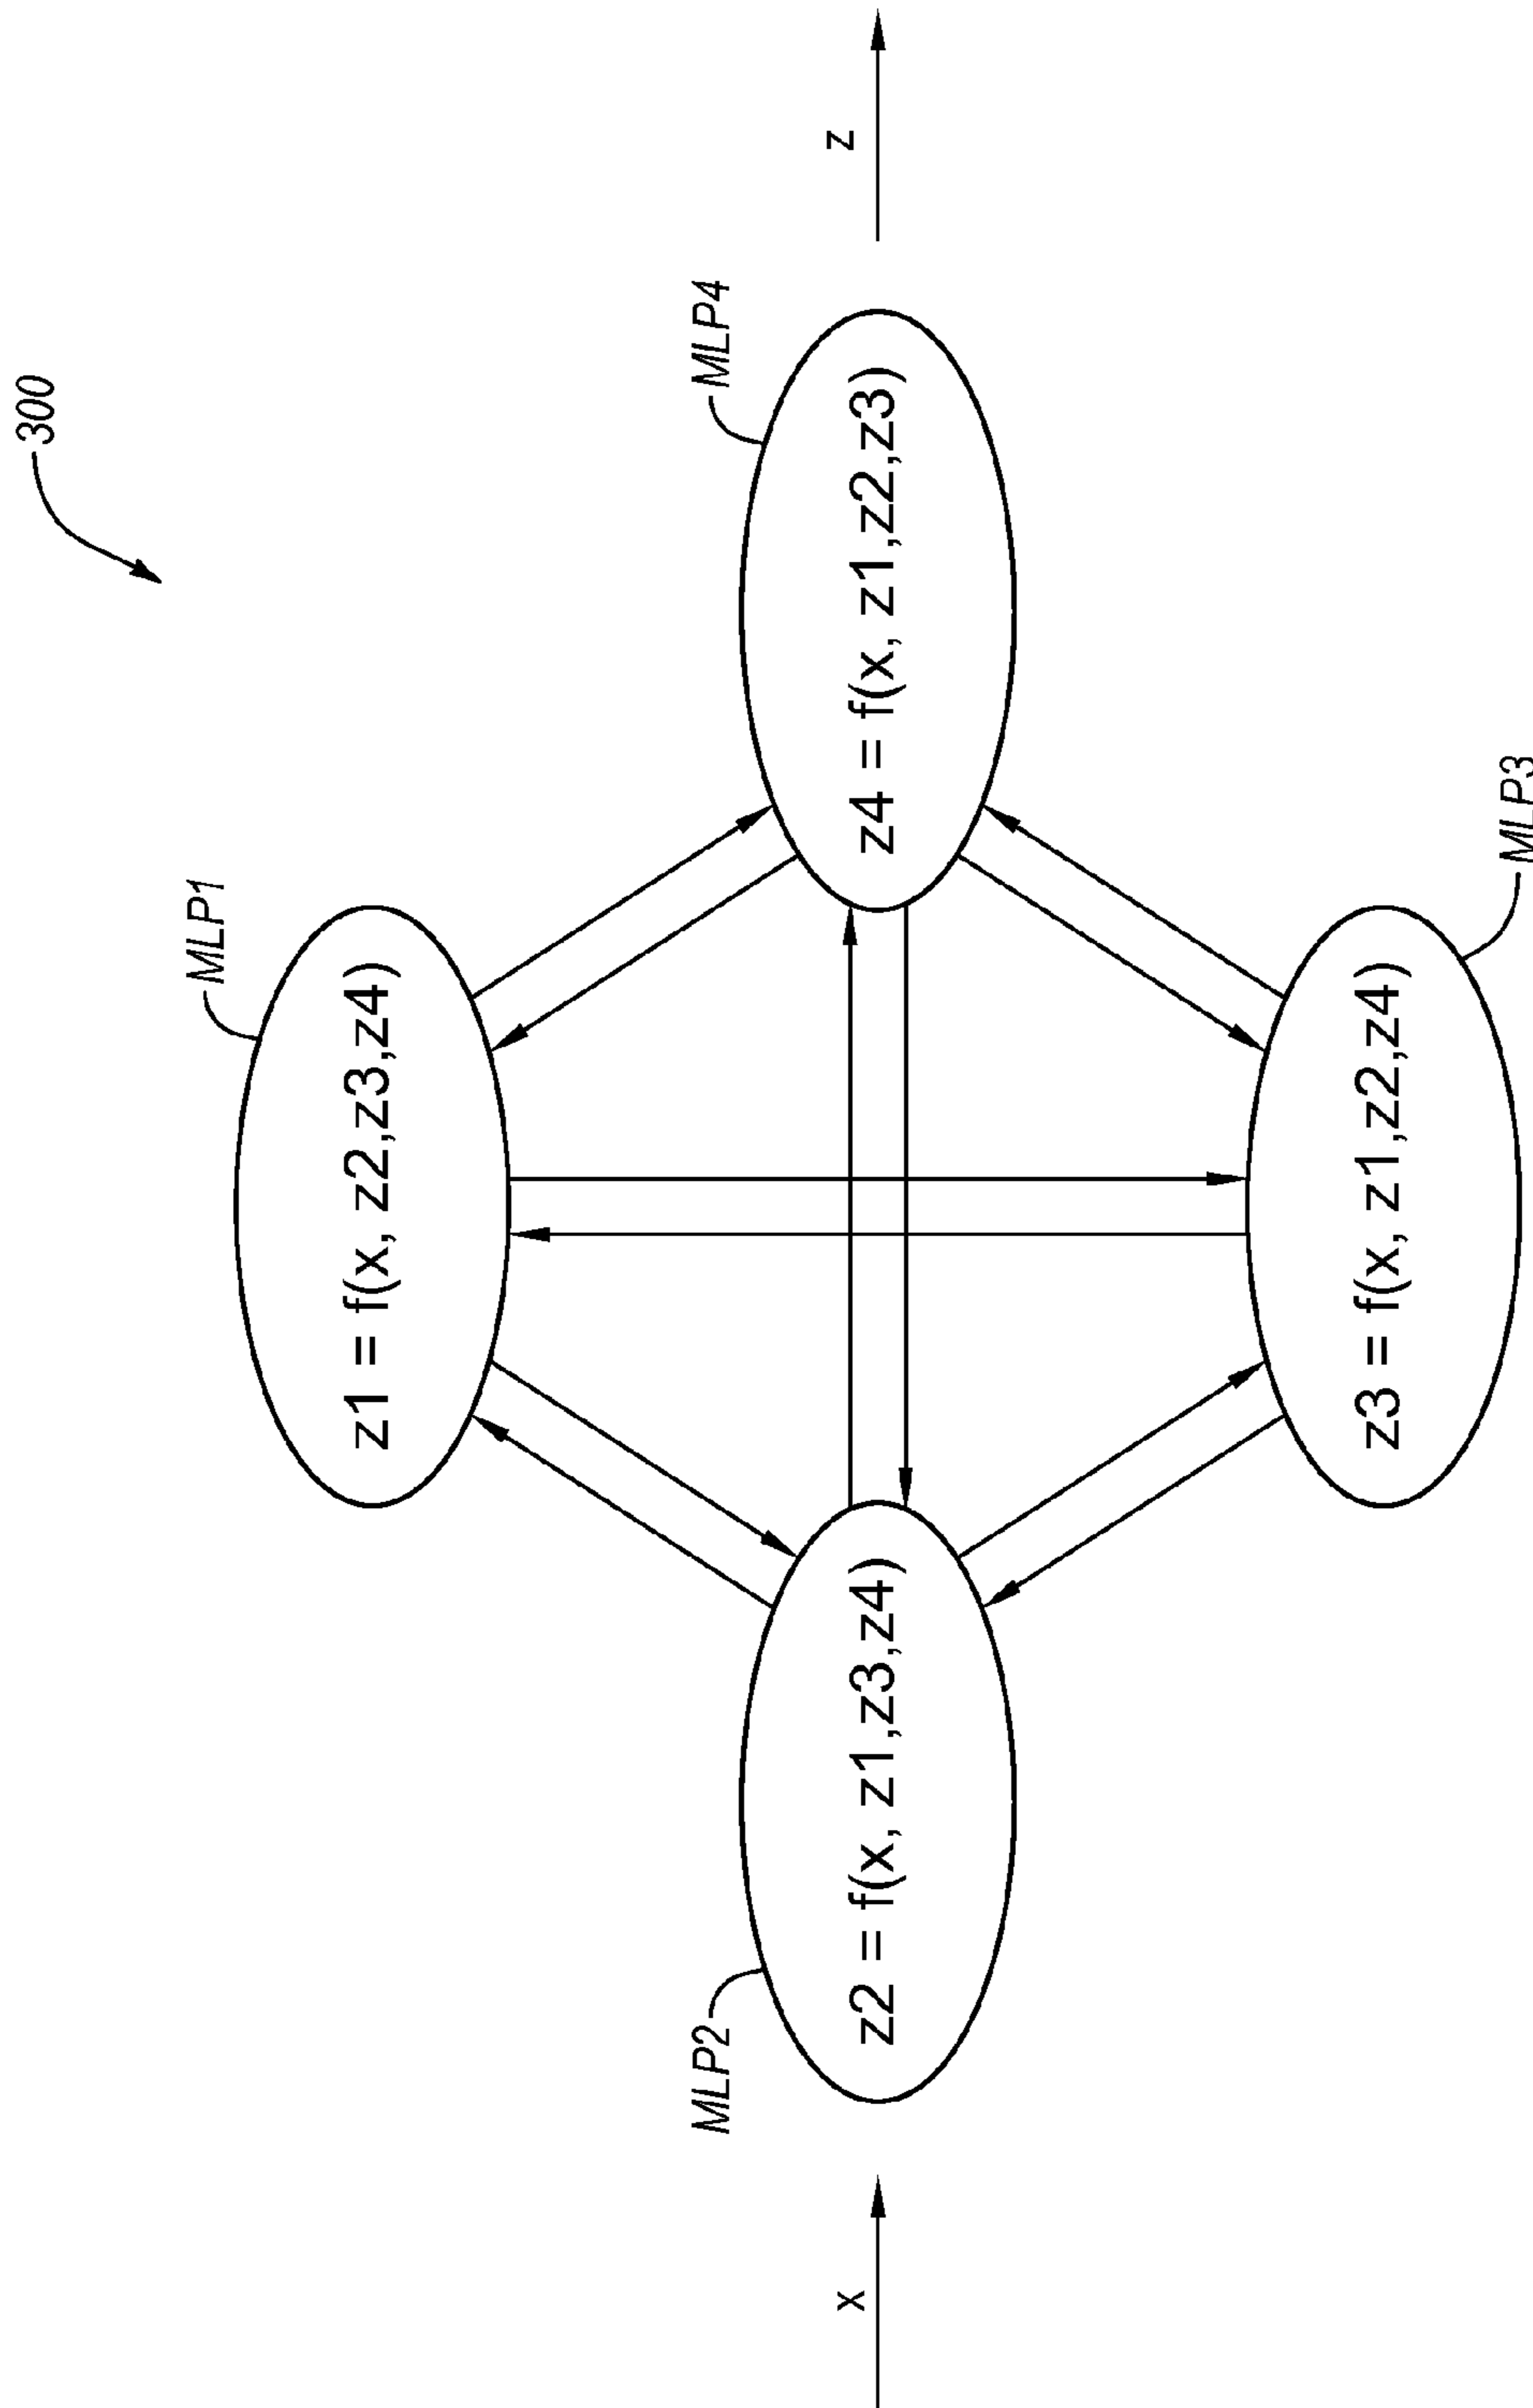 300
MLP1
z1 = f(x, z2,z3,z4)
MLP2
z2 = f(x, z1,z3,z4)
MLP4
z4 = f(x, z1,z2,z3)
x
z
z3 = f(x, z1,z2,z4)
MLP3